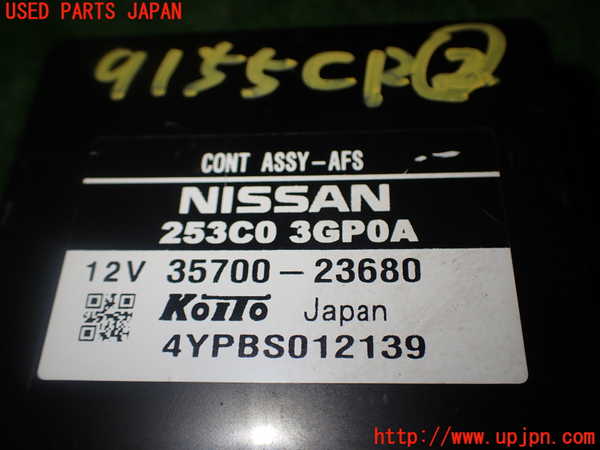 USED PARTS JAPAN
9155CP②
CONT ASSY-AFS
NISSAN
253C0 3GP0A
12V 35700-23680
KOITO Japan
4YPBS012139
http://www.upjpn.com